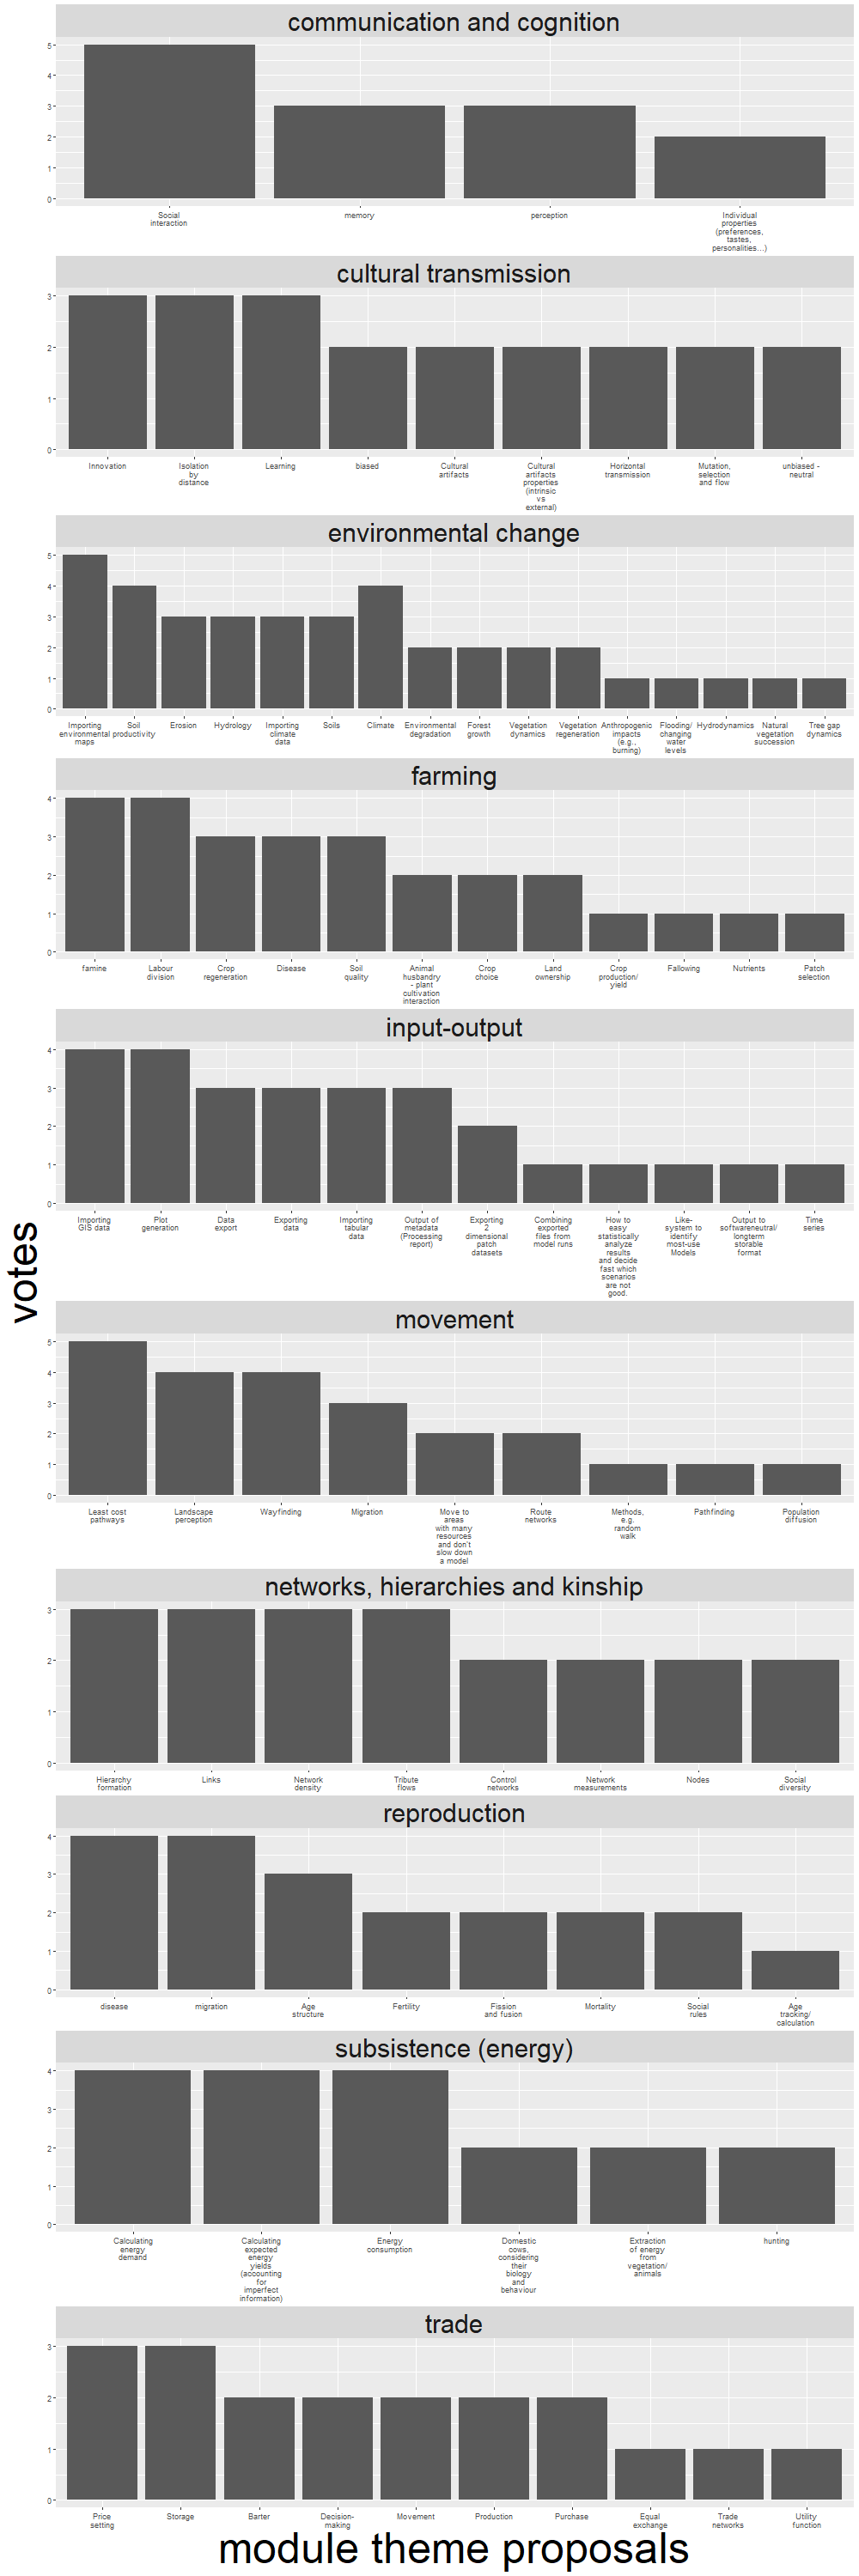 communication and cognition
5
4
3
2
1
0
Social
interaction
memory
perception
Individual
properties
(preferences,
tastes,
personalities...)
cultural transmission
3
2
1
0
Innovation
Isolation
by
distance
Learning
biased
Cultural
artifacts
Cultural
artifacts
properties
(intrinsic
vs
external)
Horizontal
transmission
Mutation,
selection
and flow
unbiased -
neutral
environmental change
5
4
3
2
1
0
Importing
environmental
maps
Soil
productivity
Erosion
Hydrology
Importing
climate
data
Soils
Climate
Environmental
degradation
Forest
growth
Vegetation
dynamics
Vegetation
regeneration
Anthropogenic
impacts
(e.g.,
burning)
Flooding/
changing
water
levels
Hydrodynamics
Natural
vegetation
succession
Tree gap
dynamics
farming
4
3
2
1
0
famine
Labour
division
Crop
regeneration
Disease
Soil
quality
Animal
husbandry
- plant
cultivation
interaction
Crop
choice
Land
ownership
Crop
production/
yield
Fallowing
Nutrients
Patch
selection
input-output
4
3
2
1
0
Importing
GIS data
Plot
generation
Data
export
Exporting
data
Importing
tabular
data
Output of
metadata
(Processing
report)
Exporting
2
dimensional
patch
datasets
Combining
exported
files from
model runs
How to
easy
statistically
analyze
results
and decide
fast which
scenarios
are not
good.
Like-
system to
identify
most-use
Models
Output to
softwareneutral/
longterm
storable
format
Time
series
votes
movement
5
4
3
2
1
0
Least cost
pathways
Landscape
perception
Wayfinding
Migration
Move to
areas
with many
resources
and don't
slow down
a model
Route
networks
Methods,
e.g.
random
walk
Pathfinding
Population
diffusion
networks, hierarchies and kinship
3
2
1
0
Hierarchy
formation
Links
Network
density
Tribute
flows
Control
networks
Network
measurements
Nodes
Social
diversity
reproduction
4
3
2
1
0
disease
migration
Age
structure
Fertility
Fission
and fusion
Mortality
Social
rules
Age
tracking/
calculation
subsistence (energy)
4
3
2
1
0
Calculating
energy
demand
Calculating
expected
energy
yields
(accounting
for
imperfect
information)
Energy
consumption
Domestic
cows,
considering
their
biology
and
behaviour
Extraction
of energy
from
vegetation/
animals
hunting
trade
3
2
1
0
Price
setting
Storage
Barter
Decision-
making
Movement
Production
Purchase
Equal
exchange
Trade
networks
Utility
function
module theme proposals